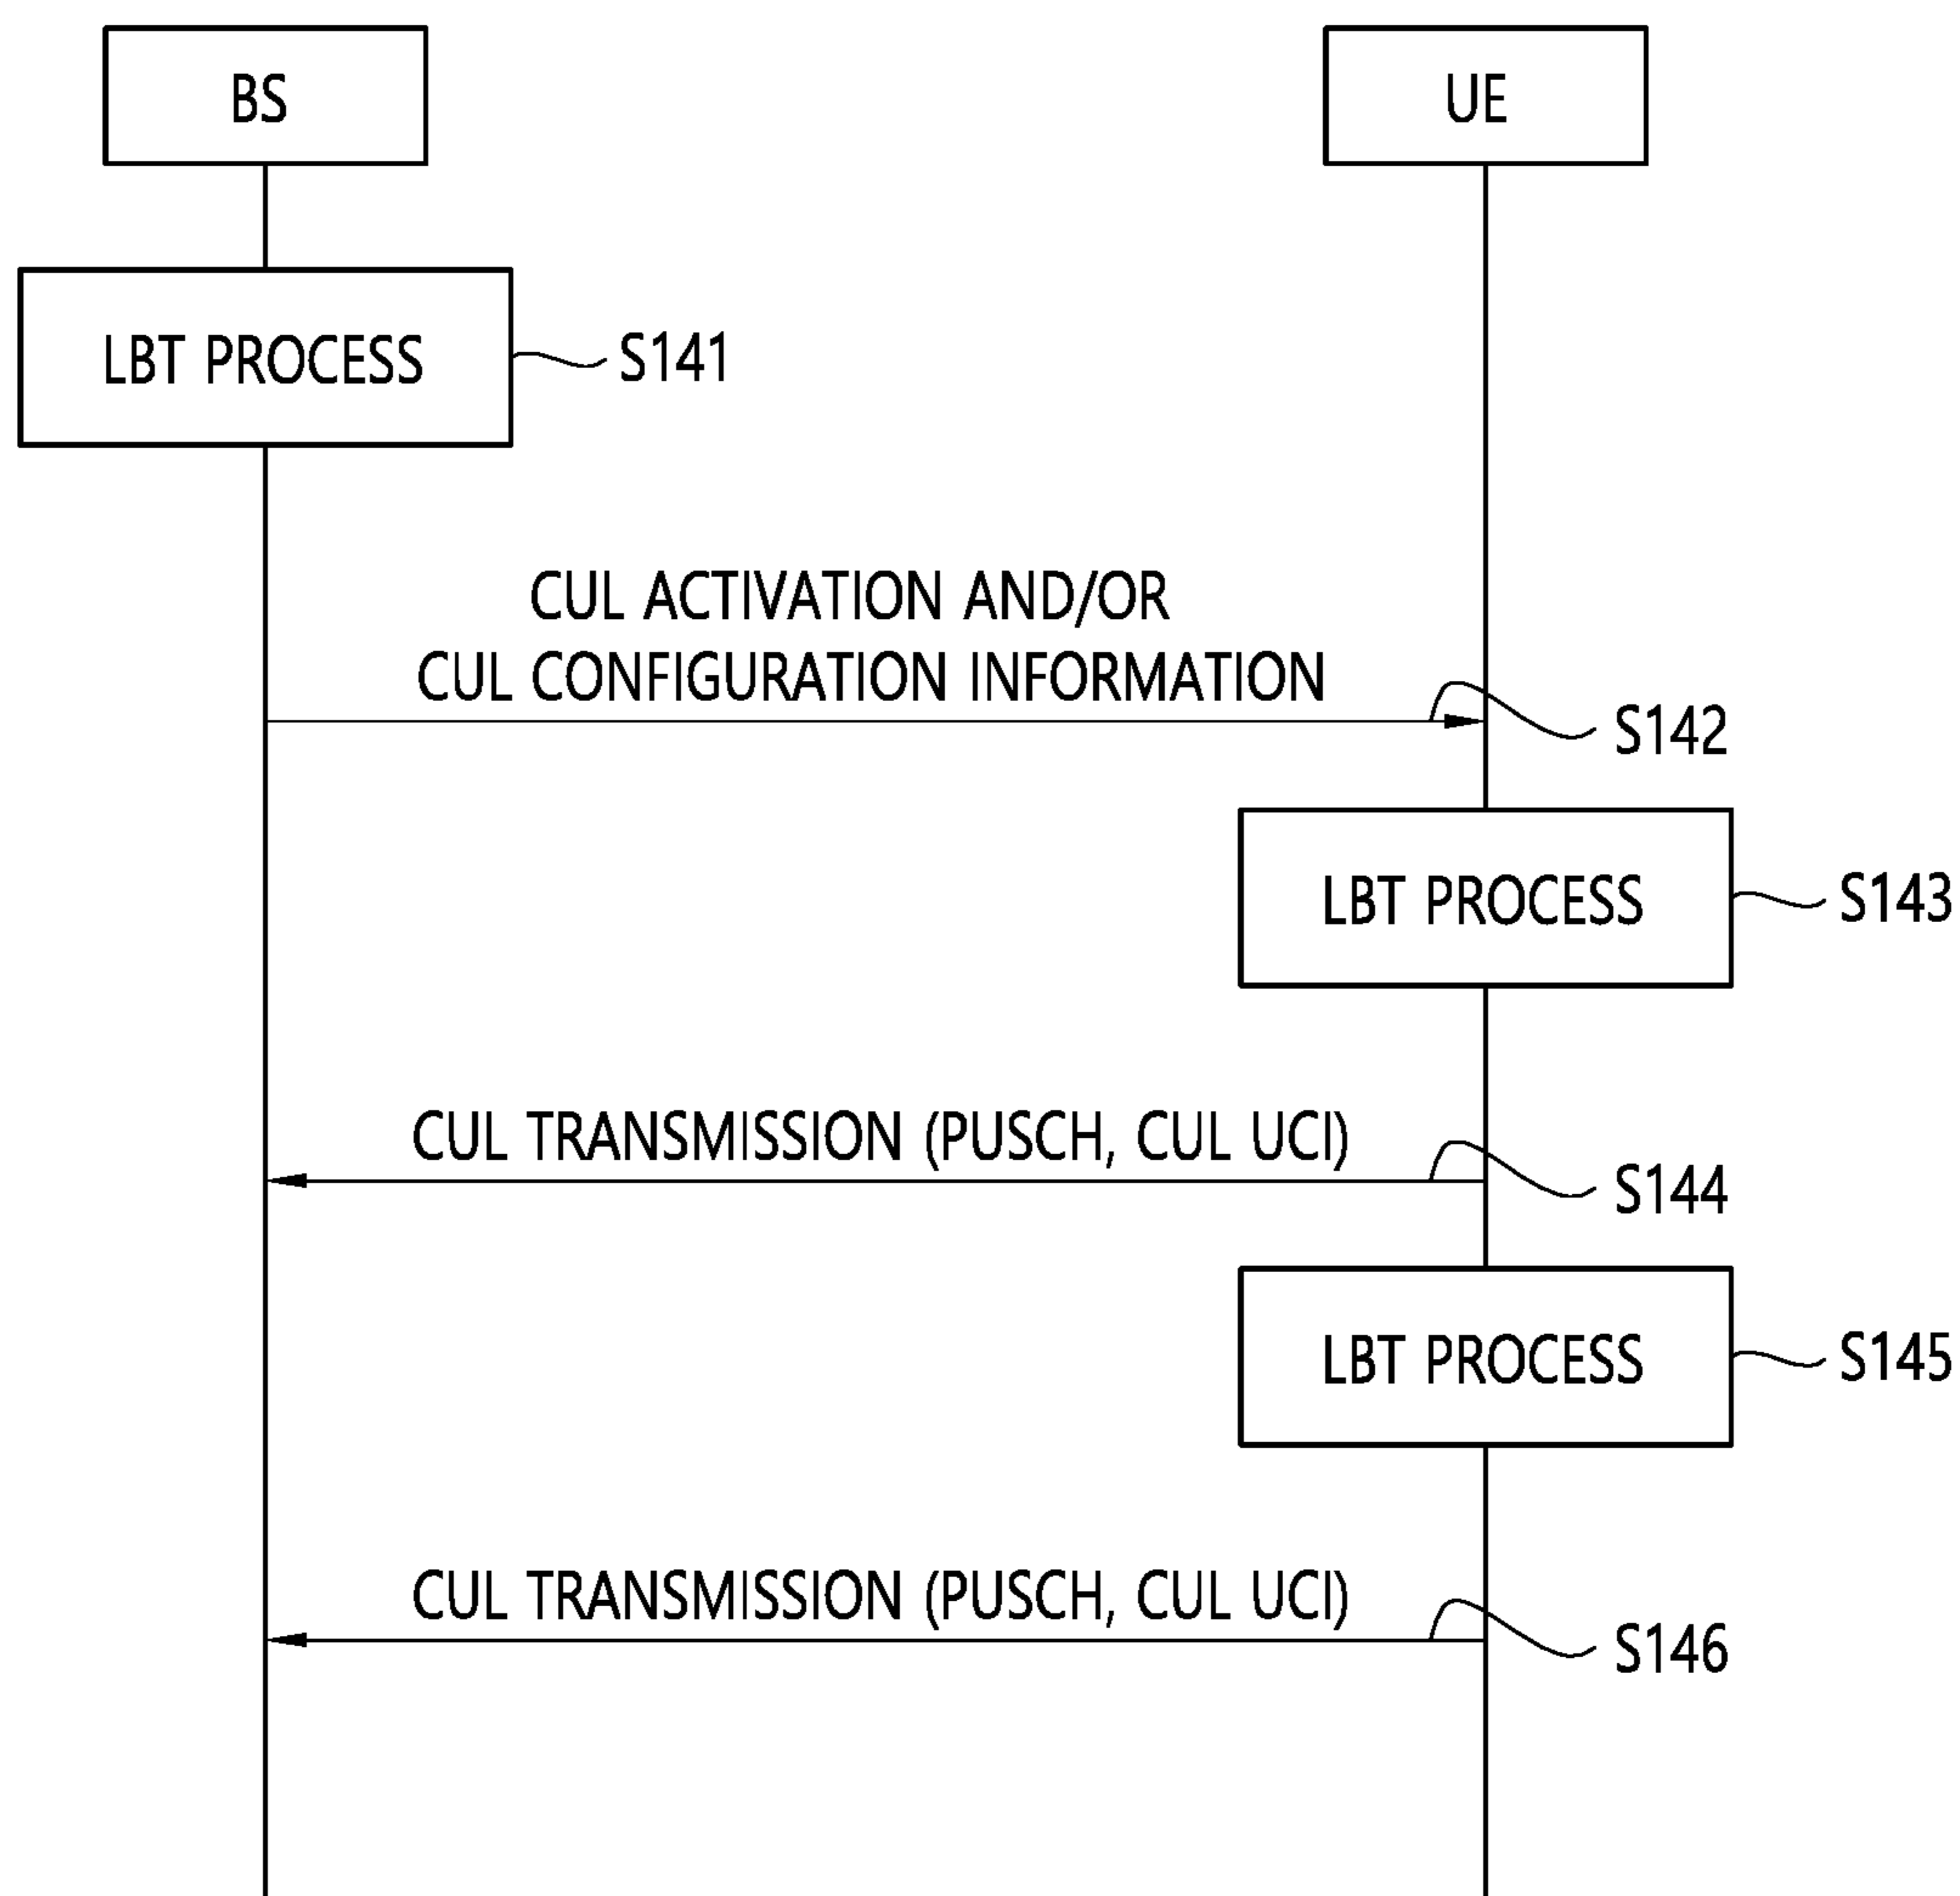 BS
UE
LBT PROCESS
S141
CUL ACTIVATION AND/OR
CUL CONFIGURATION INFORMATION
S142
LBT PROCESS
S143
CUL TRANSMISSION (PUSCH, CUL UCI)
S144
LBT PROCESS
S145
CUL TRANSMISSION (PUSCH, CUL UCI)
S146